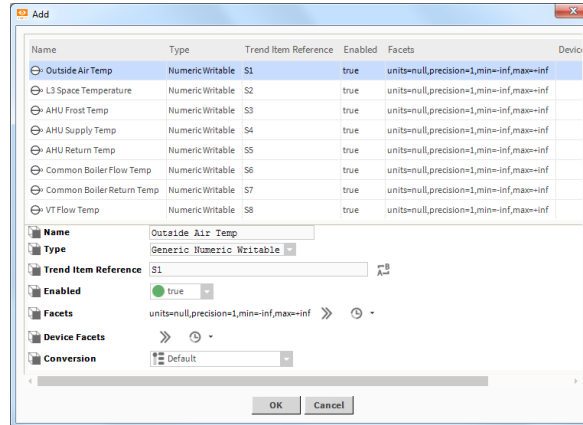 Add
Name Type Trend Item Reference Enabled Facets Device
Outside Air Temp Numeric Writable S1 true units=null,precision=1,min=-inf,max=+inf
L3 Space Temperature Numeric Writable S2 true units=null,precision=1,min=-inf,max=+inf
AHU Frost Temp Numeric Writable S3 true units=null,precision=1,min=-inf,max=+inf
AHU Supply Temp Numeric Writable S4 true units=null,precision=1,min=-inf,max=+inf
AHU Return Temp Numeric Writable S5 true units=null,precision=1,min=-inf,max=+inf
Common Boiler Flow Temp Numeric Writable S6 true units=null,precision=1,min=-inf,max=+inf
Common Boiler Return Temp Numeric Writable S7 true units=null,precision=1,min=-inf,max=+inf
VT Flow Temp Numeric Writable S8 true units=null,precision=1,min=-inf,max=+inf
Name Outside Air Temp
Type Generic Numeric Writable
Trend Item Reference S1
Enabled true
Facets units=null,precision=1,min=-inf,max=+inf
Device Facets
Conversion Default
OK Cancel